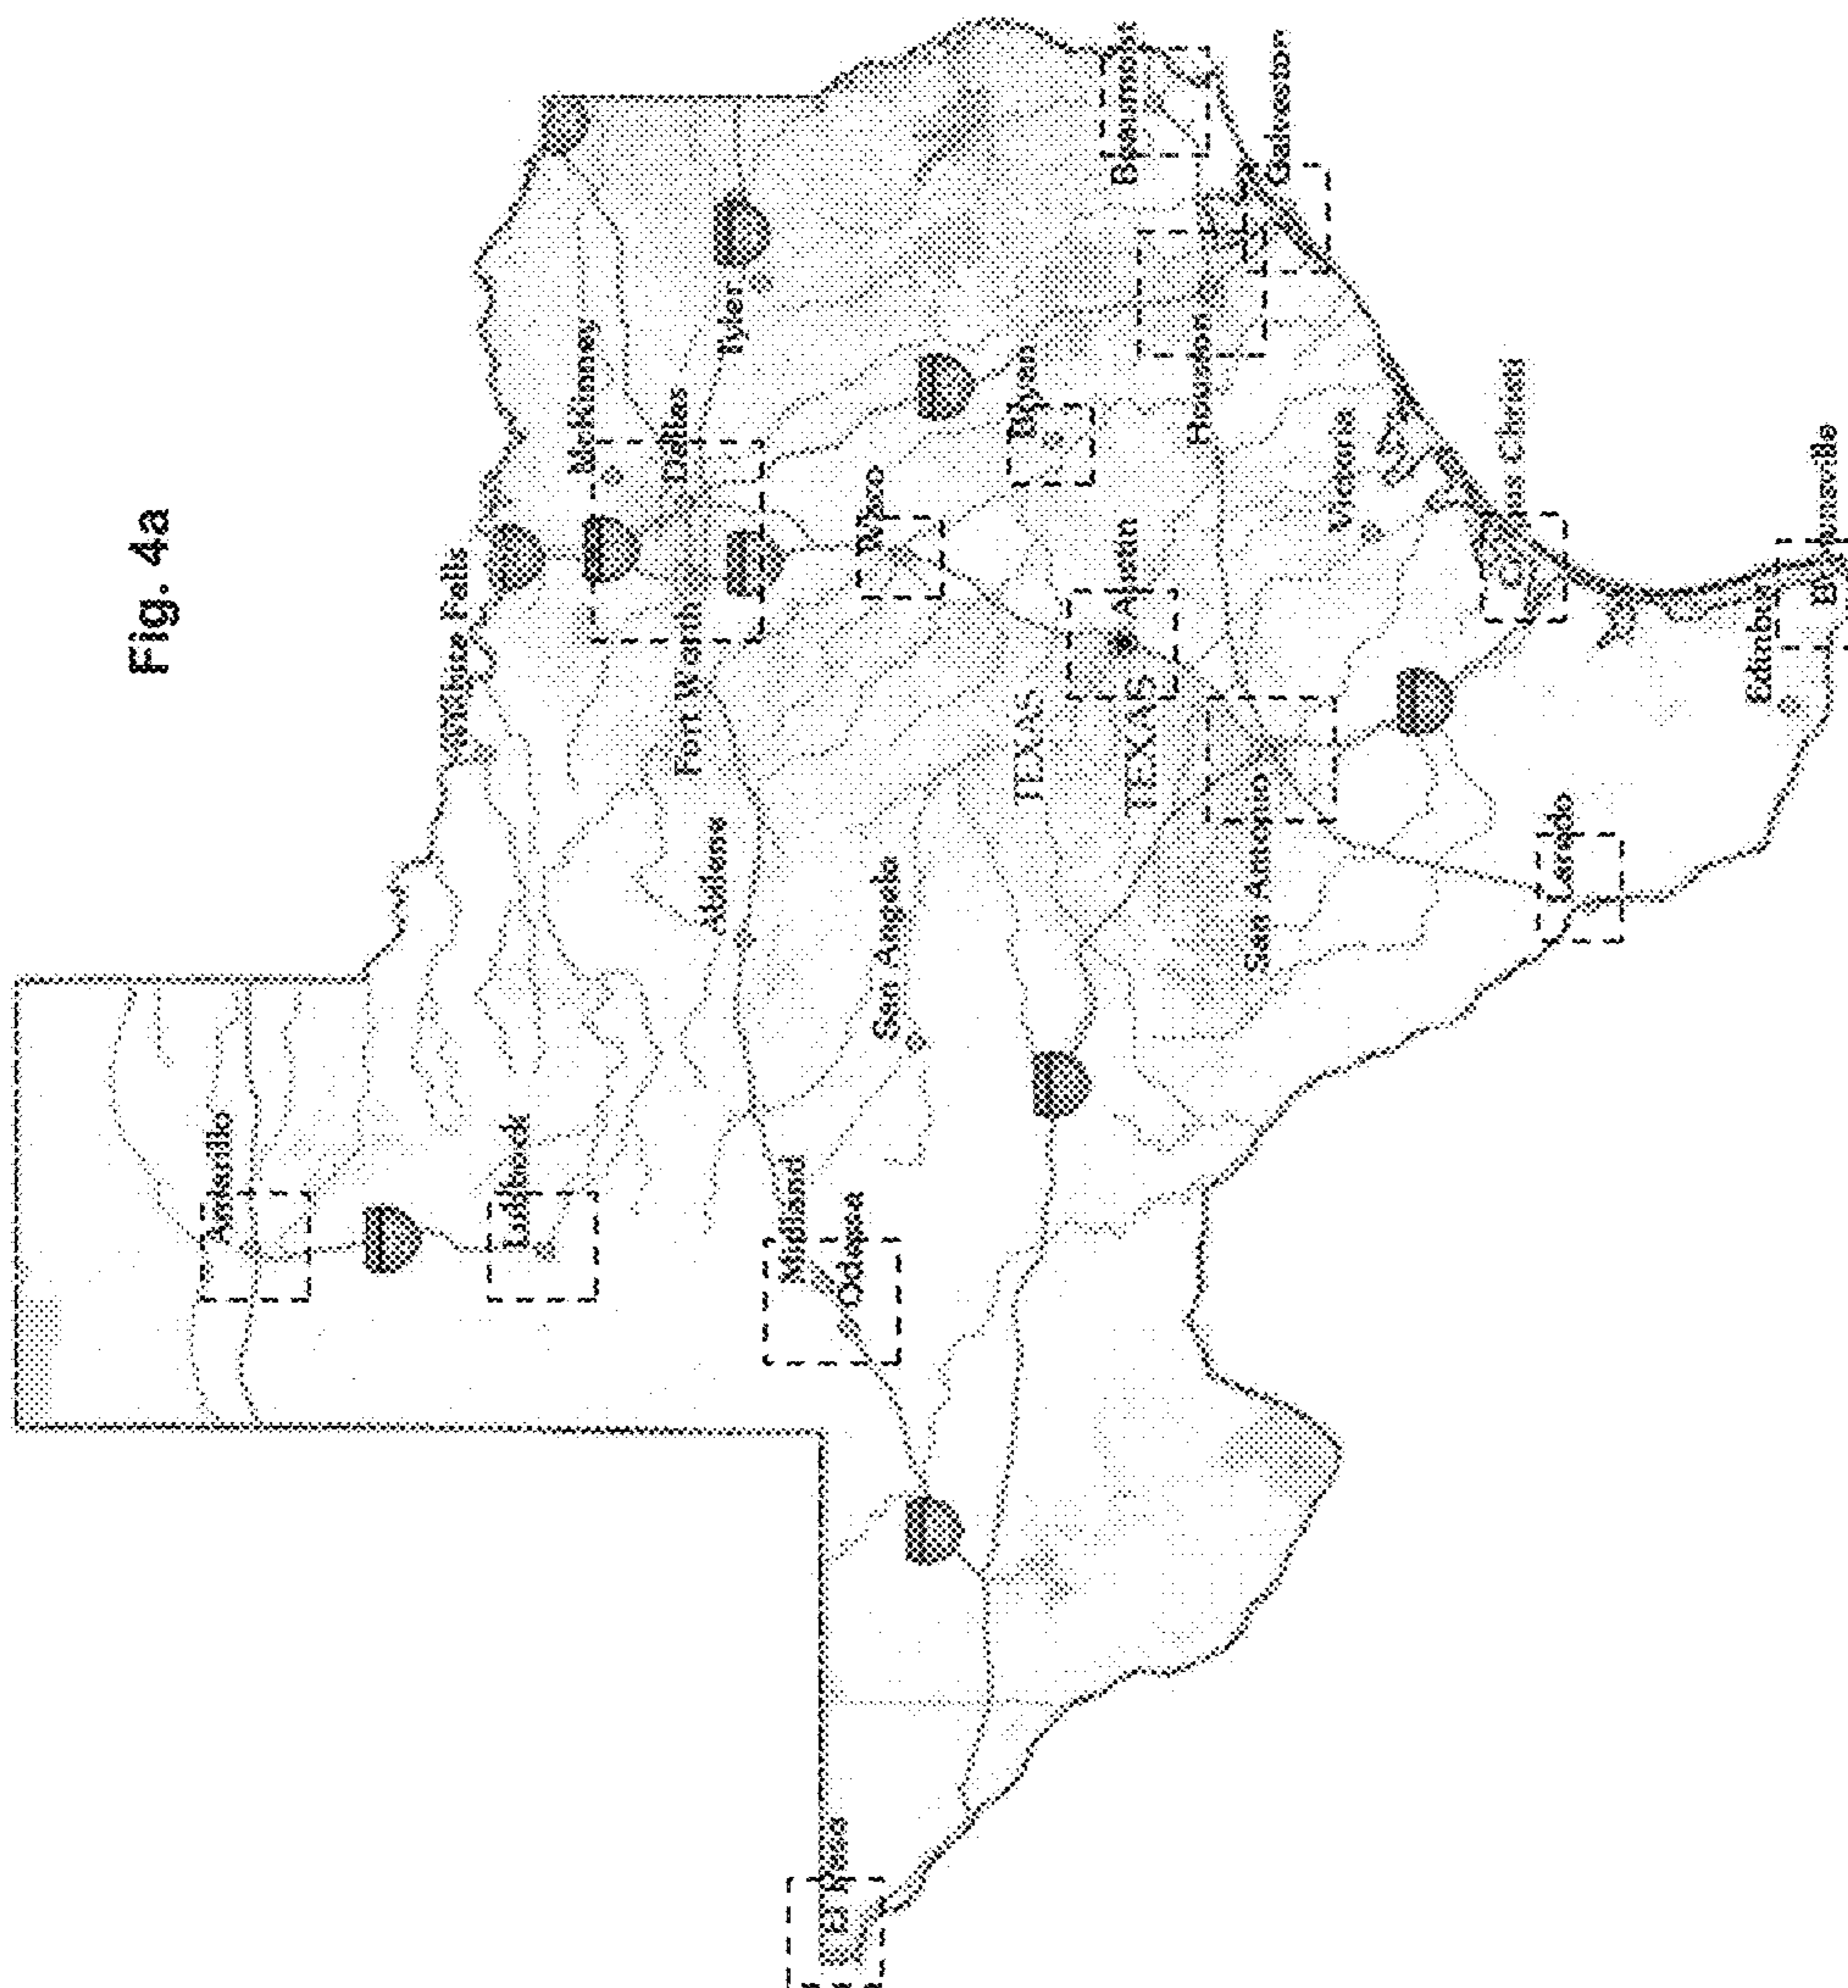 Fig. 4a
Amarillo
Lubbock
Wichita Falls
McKinney
Dallas
Fort Worth
Tyler
Abilene
Midland
Odessa
El Paso
San Angelo
Waco
Bryan
TEXAS
TEXAS
Austin
Beaumont
Houston
Galveston
San Antonio
Victoria
Laredo
Edinburg
Brownsville